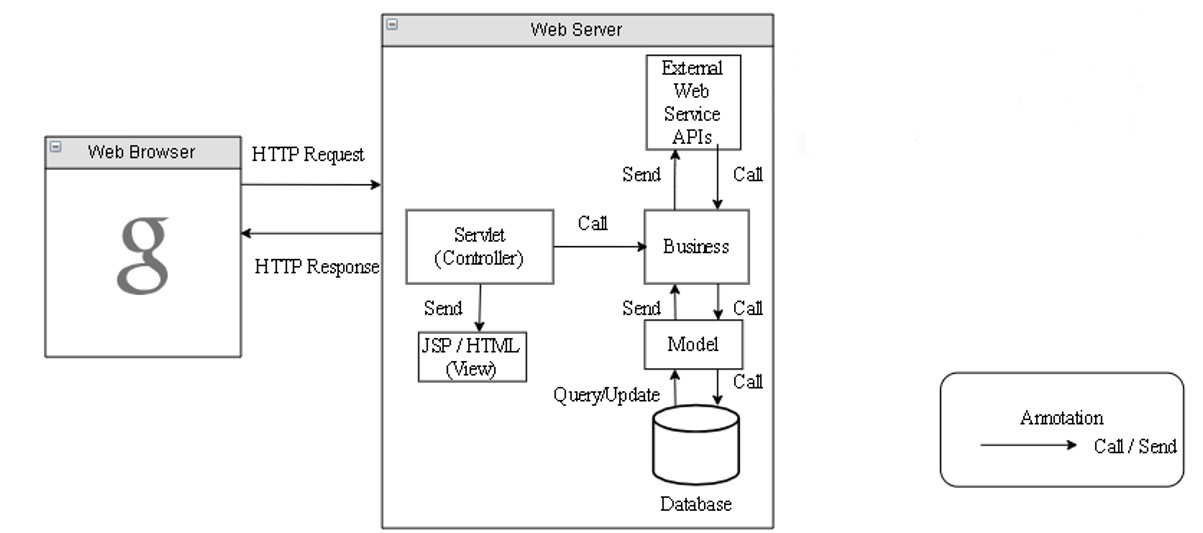 Web Server
External
Web
Service
APIs
Web Browser
HTTP Request
Send
Call
g
Servlet
(Controller)
Call
Business
HTTP Response
Send
Send
Call
JSP / HTML
(View)
Model
Query/Update
Call
Database
Annotation
Call / Send